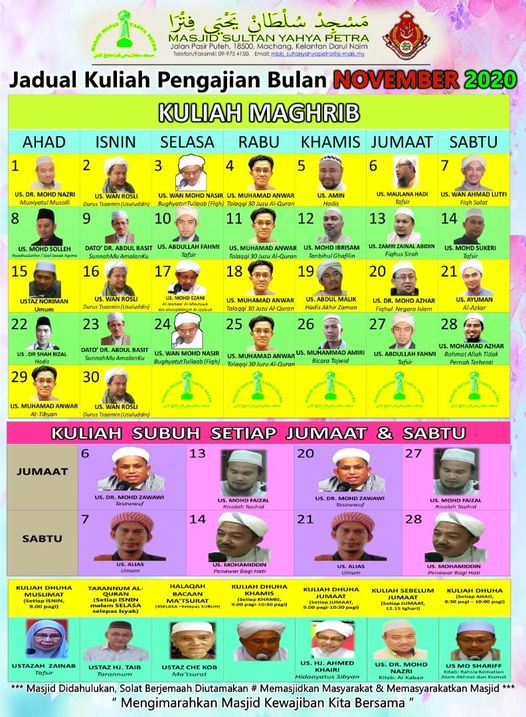 مسجد سلطان يحيى ڤترا
MASJID SULTAN YAHYA PETRA
Jalan Pasir Puteh, 18500, Machang, Kelantan Darul Naim
Jadual Kuliah Pengajian Bulan NOVEMBER 2020
KULIAH MAGHRIB
AHAD ISNIN SELASA RABU KHAMIS JUMAAT SABTU
1 2 3 4 5 6 7
US. DR. MOHD NAZRI US. WAN ROSLI US. WAN MOHD NASIR US. MUHAMAD ANWAR US. AMIN US. MAULANA HADI US. WAN AHMAD LUTFI
Muniyatul Musolli Durus Tsamin(Usuluddin) BughyatutTullaab (Fiqh) Talaqqi 30 Juzu Al-Quran Hadis Tafsir Fiqh Solat
8 9 10 11 12 13 14
US. MOHD SOLLEH DATO' DR. ABDUL BASIT US. ABDULLAH FAHMI US. MUHAMAD ANWAR US. MOHD IBRISAM US. ZAMRI ZAINAL ABIDIN US. MOHD SUKERI
SunnahMu AmalanKu Tafsir Talaqqi 30 Juzu Al-Quran Tanbihul Ghafilin Fiqhus Sirah Tafsir
15 16 17 18 19 20 21
USTAZ NORIMAN US. WAN ROSLI US. MOHD EZANI US. MUHAMAD ANWAR US. ABDUL MALIK US. DR. MOHD AZHAR US. AYUMAN
Umum Durus Tsamin(Usuluddin) Talaqqi 30 Juzu Al-Quran Hadis Akhir Zaman Fiqhul Negara Islam Al-Azkar
22 23 24 25 26 27 28
US. DR SHAH RIZAL DATO' DR. ABDUL BASIT US. WAN MOHD NASIR US. MUHAMAD ANWAR US. MUHAMMAD AMIRI US. ABDULLAH FAHMI US. MOHAMAD AZHAR
Hadis SunnahMu AmalanKu BughyatutTullaab (Fiqh) Talaqqi 30 Juzu Al-Quran Bicara Tajwid Tafsir Rahmat Allah Tidak
Pernah Terhenti
29 30
US. MUHAMAD ANWAR US. WAN ROSLI
At-Tibyan Durus Tsamin(Usuluddin)
KULIAH SUBUH SETIAP JUMAAT & SABTU
JUMAAT
6 13 20 27
US. DR. MOHD ZAWAWI US. MOHD FAIZAL US. DR. MOHD ZAWAWI US. MOHD FAIZAL
Tasawwuf Risalah Tauhid Tasawwuf Risalah Tauhid
SABTU
7 14 21 28
US. ALIAS US. MOHAMIDDIN US. ALIAS US. MOHAMIDDIN
Umum Penawar Bagi Hati Umum Penawar Bagi Hati
KULIAH DHUHA
MUSLIMAT
(Setiap ISNIN,
9.00 pagi)
USTAZAH ZAINAB
Tafsir
TARANNUM AL-
QURAN
(Setiap ISNIN
malam SELASA
selepas Isyak)
US HJ. TAIB
Tarannum
HALAQAH
BACAAN
MA'TSURAT
(SSELASA ~Selepas SUBUH)
USTAZ CHE KOB
Ma'tsurat
KULIAH DHUHA
KHAMIS
(Setiap KHAMIS,
9.00 pagi-10:30 pagi)
KULIAH DHUHA
JUMAAT
(Setiap JUMAAT,
9.00 pagi-10:30 pagi)
US. HJ. AHMED
KHAIRI
Hidaayatus Sibyan
KULIAH SEBELUM
JUMAAT
(Setiap JUMAAT,
12.15 tghari)
US. DR. MOHD
NAZRI
Kitab: Al-Kabair
KULIAH DHUHA
(Setiap AHAD,
8:30 pagi - 10:00 pagi)
US MD SHARIFF
Kitab: Rahsia Kematian
Alam Akhirat dan Kiamat
*** Masjid Didahulukan, Solat Berjemaah Diutamakan # Memasjidkan Masyarakat & Memasyarakatkan Masjid ***
" Mengimarahkan Masjid Kewajiban Kita Bersama "